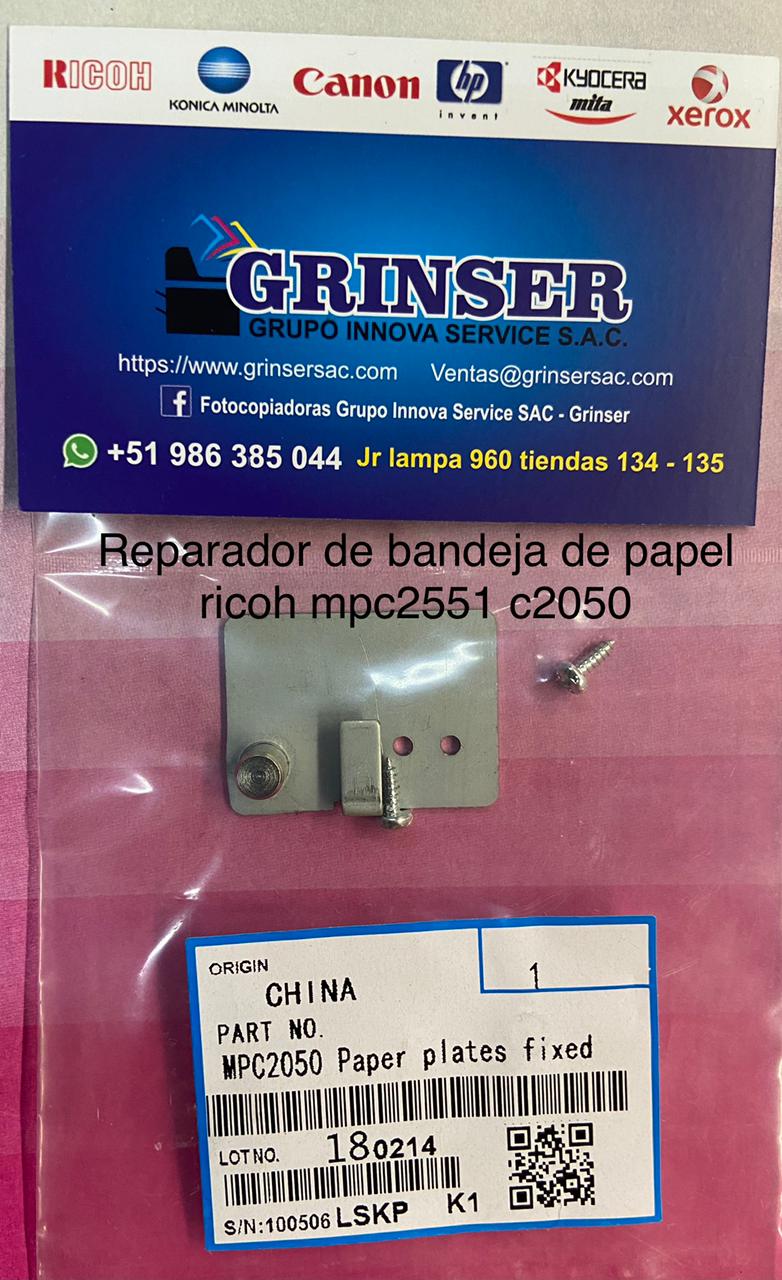 RICOH
KONICA MINOLTA
Canon
hp
invent
KYOCERA
mita
xerox
GRINSER
GRUPO INNOVA SERVICE S.A.C.
https://www.grinsersac.com Ventas@grinsersac.com
f Fotocopiadoras Grupo Innova Service SAC - Grinser
+51 986 385 044 Jr lampa 960 tiendas 134 - 135
Reparador de bandeja de papel
ricoh mpc2551 c2050
ORIGIN
1
CHINA
PART NO.
MPC2050 Paper plates fixed
LOT NO. 180214
S/N:100506 LSKP K1